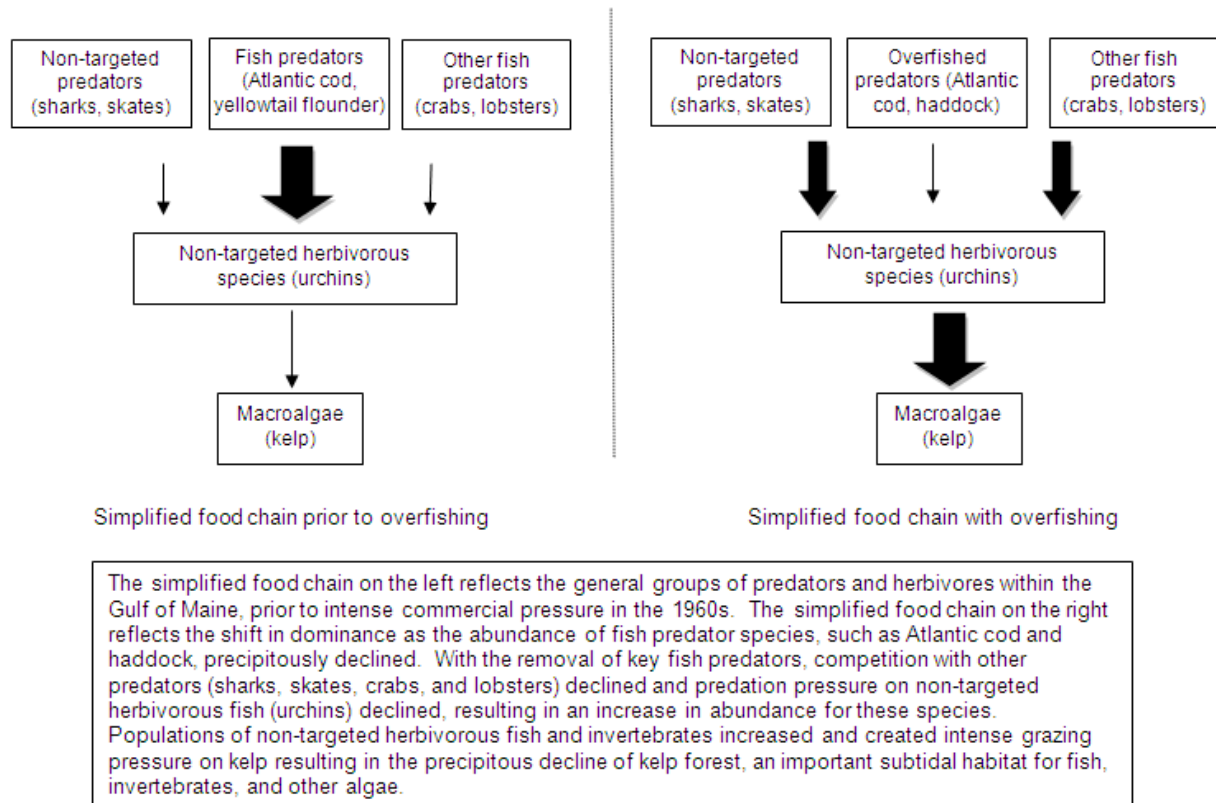 Non-targeted
predators
(sharks, skates)
Fish predators
(Atlantic cod,
yellowtail flounder)
Other fish
predators
(crabs, lobsters)
Non-targeted herbivorous
species (urchins)
Macroalgae
(kelp)
Simplified food chain prior to overfishing
Non-targeted
predators
(sharks, skates)
Overfished
predators (Atlantic
cod, haddock)
Other fish
predators
(crabs, lobsters)
Non-targeted herbivorous
species (urchins)
Macroalgae
(kelp)
Simplified food chain with overfishing
The simplified food chain on the left reflects the general groups of predators and herbivores within the
Gulf of Maine, prior to intense commercial pressure in the 1960s. The simplified food chain on the right
reflects the shift in dominance as the abundance of fish predator species, such as Atlantic cod and
haddock, precipitously declined. With the removal of key fish predators, competition with other
predators (sharks, skates, crabs, and lobsters) declined and predation pressure on non-targeted
herbivorous fish (urchins) declined, resulting in an increase in abundance for these species.
Populations of non-targeted herbivorous fish and invertebrates increased and created intense grazing
pressure on kelp resulting in the precipitous decline of kelp forest, an important subtidal habitat for fish,
invertebrates, and other algae.